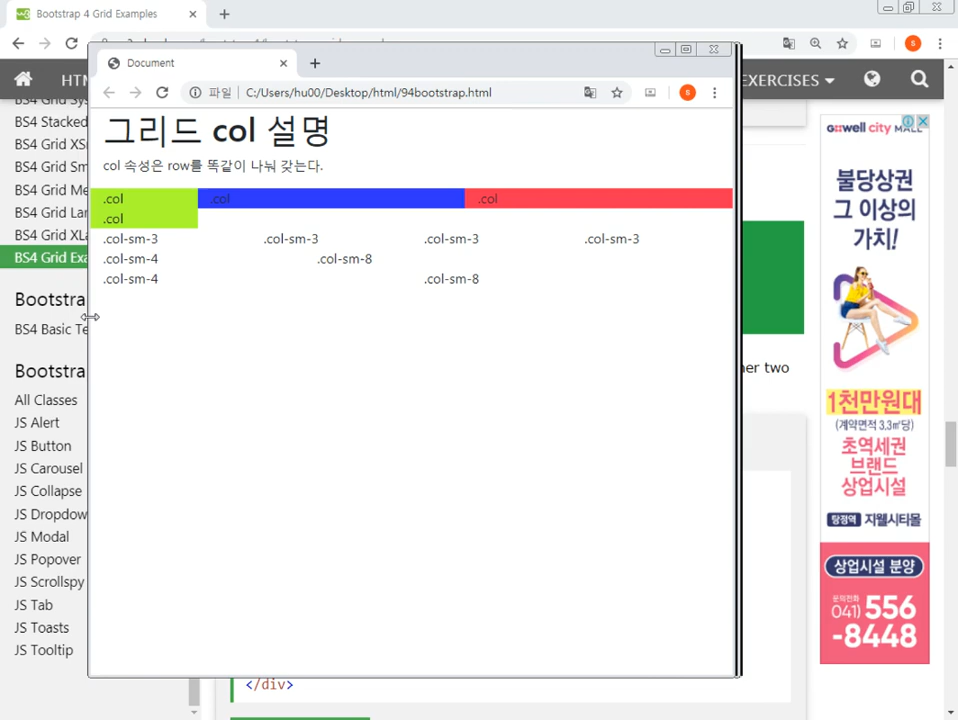 Bootstrap 4 Grid Examples
HTM
EXERCISES
BS4 Stacked
BS4 Grid XS
BS4 Grid Sm
BS4 Grid Me
BS4 Grid Lar
BS4 Grid XLa
BS4 Grid Exa
Bootstra
BS4 Basic Te
Bootstra
All Classes
JS Alert
JS Button
JS Carousel
JS Collapse
JS Dropdow
JS Modal
JS Popover
JS Scrollspy
JS Tab
JS Toasts
JS Tooltip
Document
파일 C:/Users/hu00/Desktop/html/94bootstrap.html
그리드 col 설명
col 속성은 row를 똑같이 나눠 갖는다.
.col .col .col
.col
.col-sm-3 .col-sm-3 .col-sm-3 .col-sm-3
.col-sm-4 .col-sm-8
.col-sm-4 .col-sm-8
her two
</div>
G∞well city MALL
불당상권
그 이상의
가치!
1천만원대
(계약면적 3.3㎡당)
초역세권
브랜드
상업시설
탕정역 지웰시티몰
상업시설 분양
문의전화
041) 556
-8448